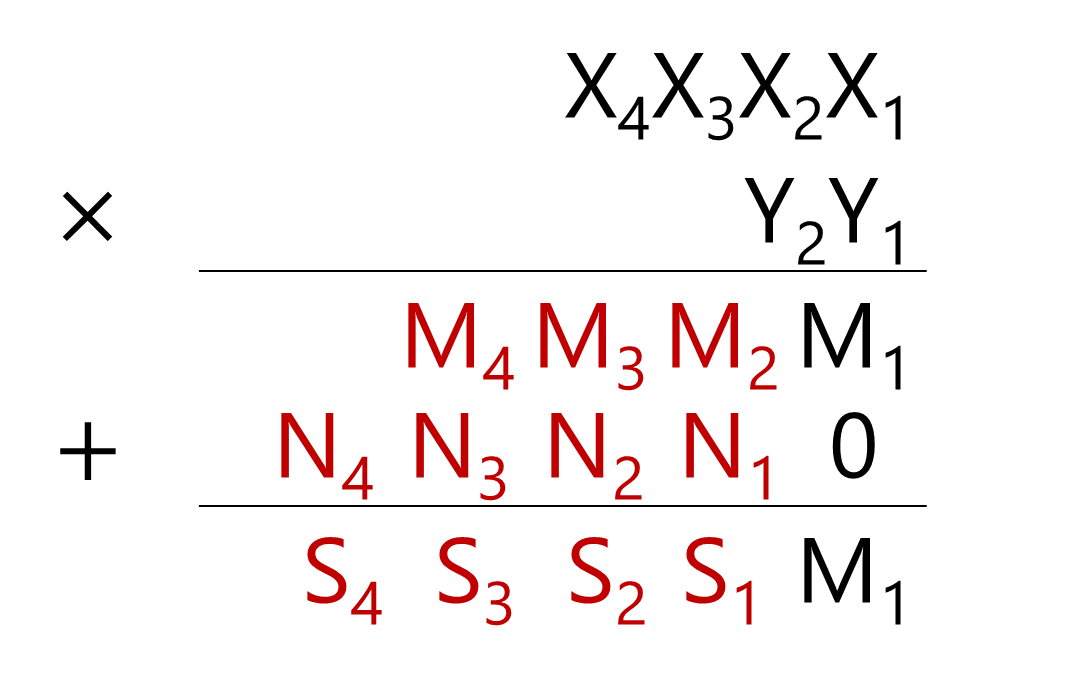 X₄X₃X₂X₁
× Y₂Y₁
M₄ M₃ M₂ M₁
+ N₄ N₃ N₂ N₁ 0
S₄ S₃ S₂ S₁ M₁